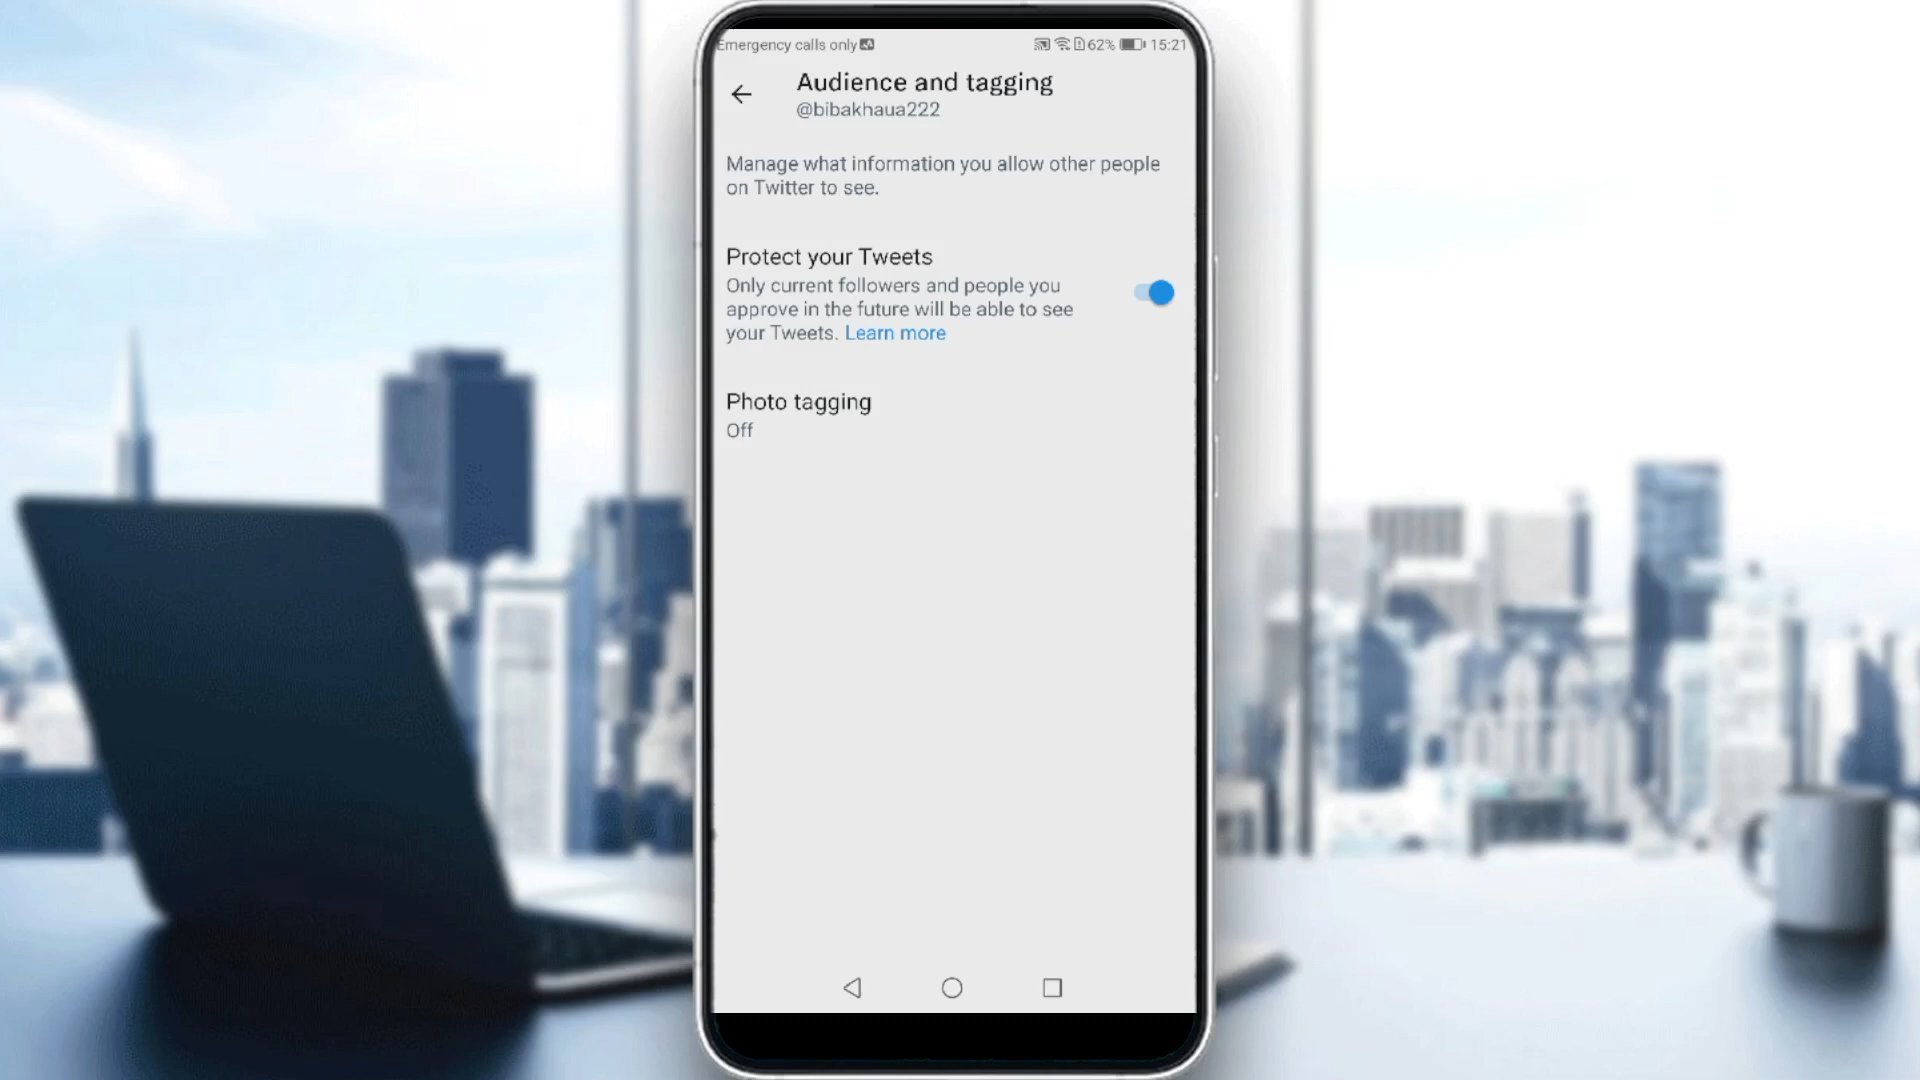 Emergency calls only 62% 15:21
Audience and tagging
@bibakhaua222
Manage what information you allow other people
on Twitter to see.
Protect your Tweets
Only current followers and people you
approve in the future will be able to see
your Tweets. Learn more
Photo tagging
Off